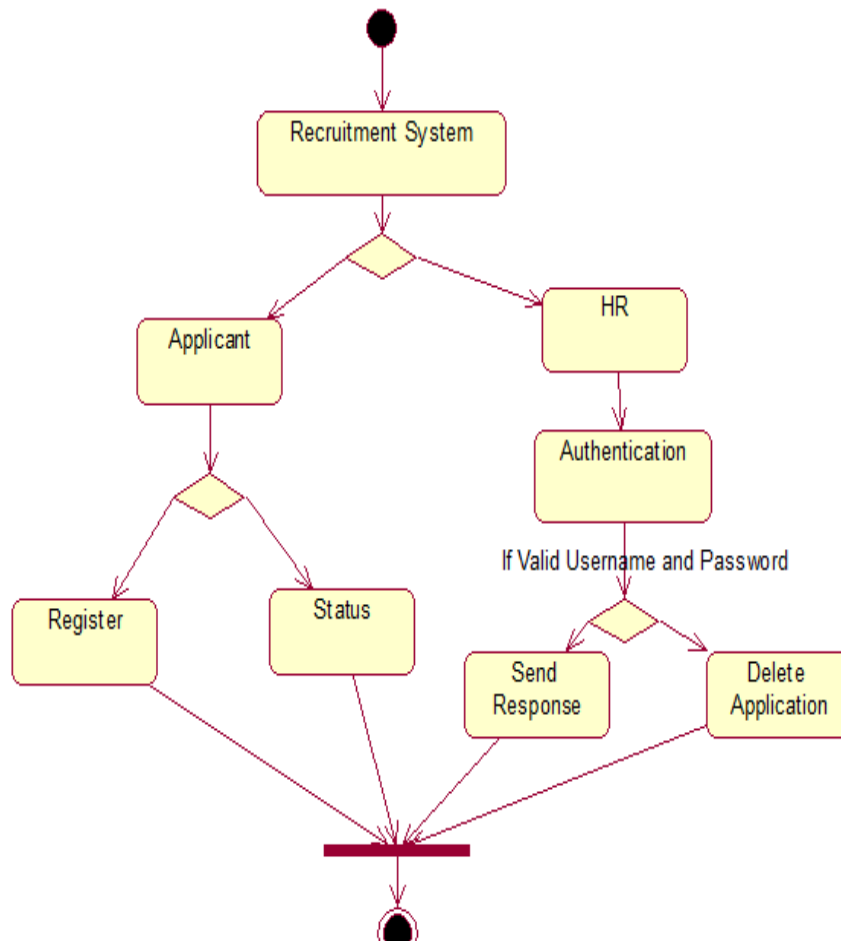 Recruitment System
HR
Applicant
Authentication
If Valid Username and Password
Register
Status
Send
Response
Delete
Application